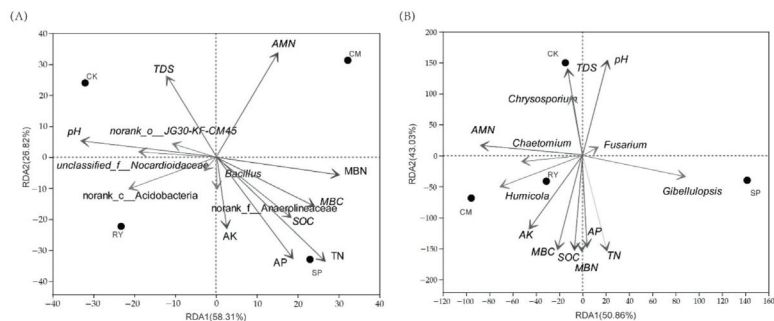 (A)
(B)
RDA2(26.82%)
40
30
20
10
0
−10
−20
−30
−40
−40
−30
−20
−10
0
10
20
30
40
RDA1(58.31%)
AMN
CM
TDS
CK
norank_o__JG30-KF-CM45
pH
unclassified_f__Nocardioidaceae
Bacillus
MBN
norank_c__Acidobacteria
MBC
norank_f__Anaerolineaceae
SOC
RY
AK
AP
TN
SP
RDA2(43.03%)
200
150
100
50
0
−50
−100
−150
−200
−120
−100
−80
−60
−40
−20
0
20
40
60
80
100
120
140
160
RDA1(50.86%)
CK
TDS
pH
Chrysosporium
AMN
Chaetomium
Fusarium
RY
Gibellulopsis
SP
Humicola
CM
AK
MBC
SOC
AP
MBN
TN